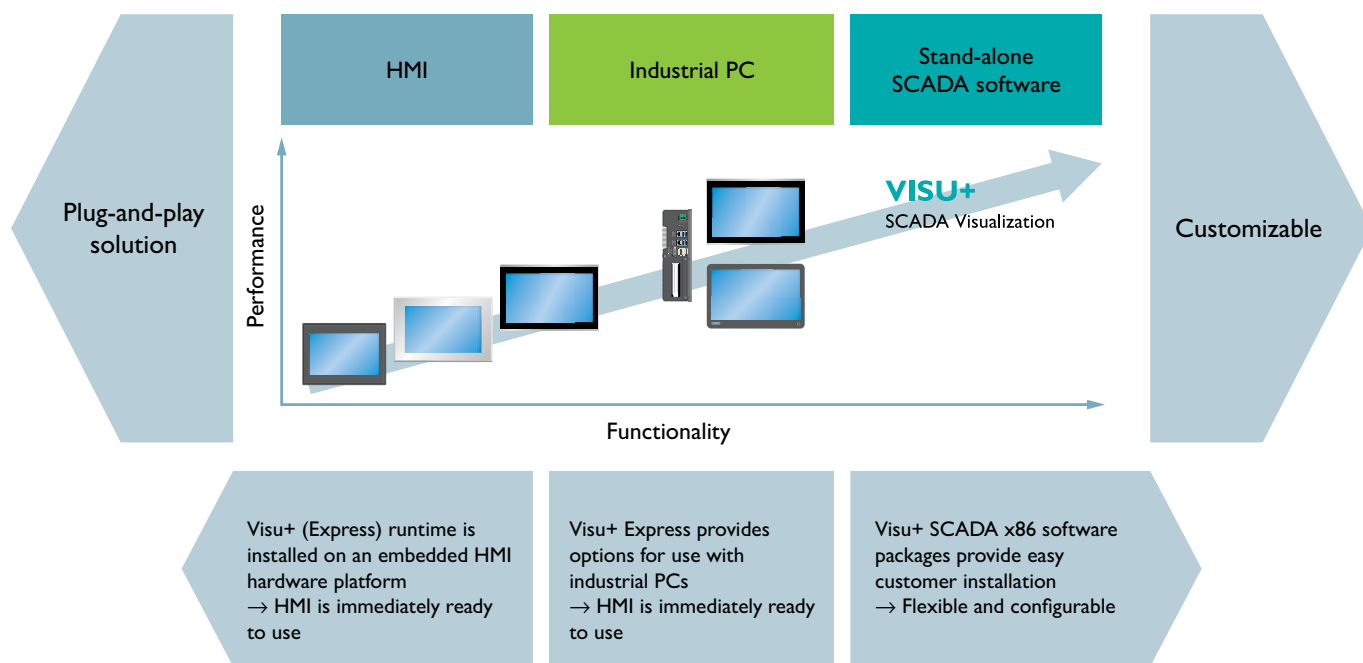 HMI
Industrial PC
Stand-alone
SCADA software
Plug-and-play
solution
Performance
VISU+
SCADA Visualization
Customizable
Functionality
Visu+ (Express) runtime is
installed on an embedded HMI
hardware platform
→ HMI is immediately ready
to use
Visu+ Express provides
options for use with
industrial PCs
→ HMI is immediately ready
to use
Visu+ SCADA x86 software
packages provide easy
customer installation
→ Flexible and configurable